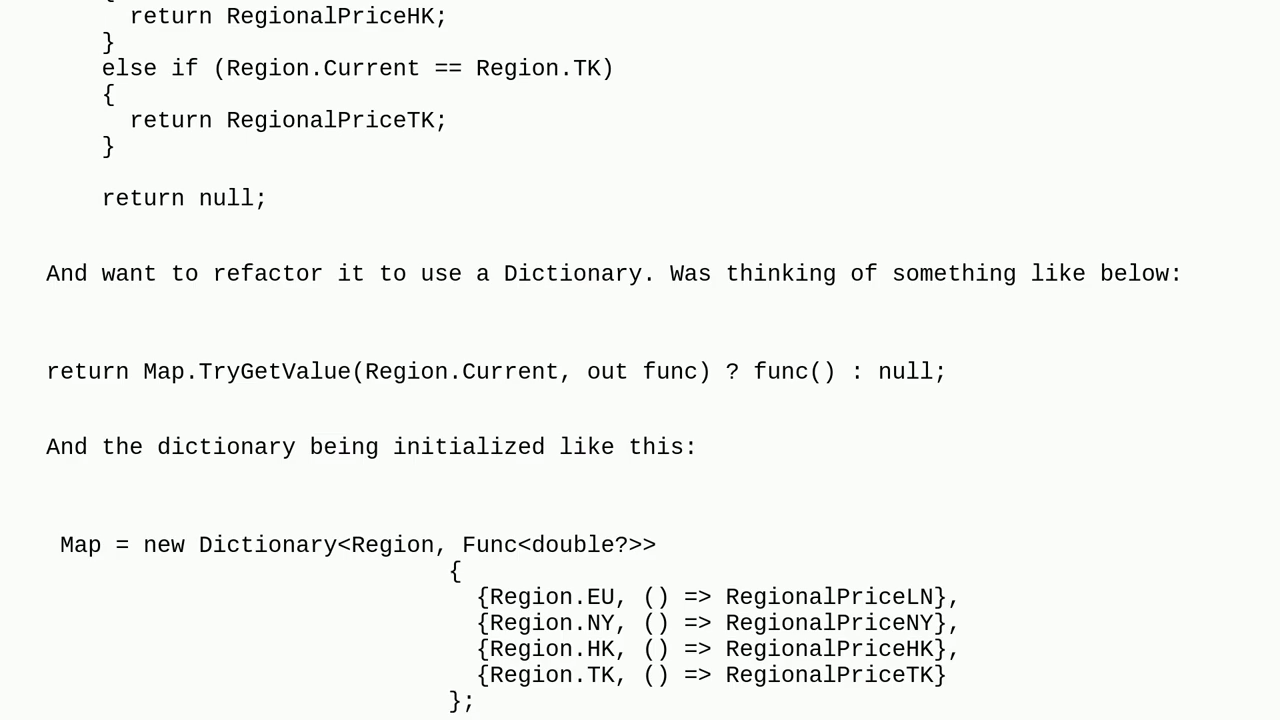 {
return RegionalPriceHK;
}
else if (Region.Current == Region.TK)
{
return RegionalPriceTK;
}
return null;
And want to refactor it to use a Dictionary. Was thinking of something like below:
return Map.TryGetValue(Region.Current, out func) ? func() : null;
And the dictionary being initialized like this:
Map = new Dictionary<Region, Func<double?>>
{
{Region.EU, () => RegionalPriceLN},
{Region.NY, () => RegionalPriceNY},
{Region.HK, () => RegionalPriceHK},
{Region.TK, () => RegionalPriceTK}
};